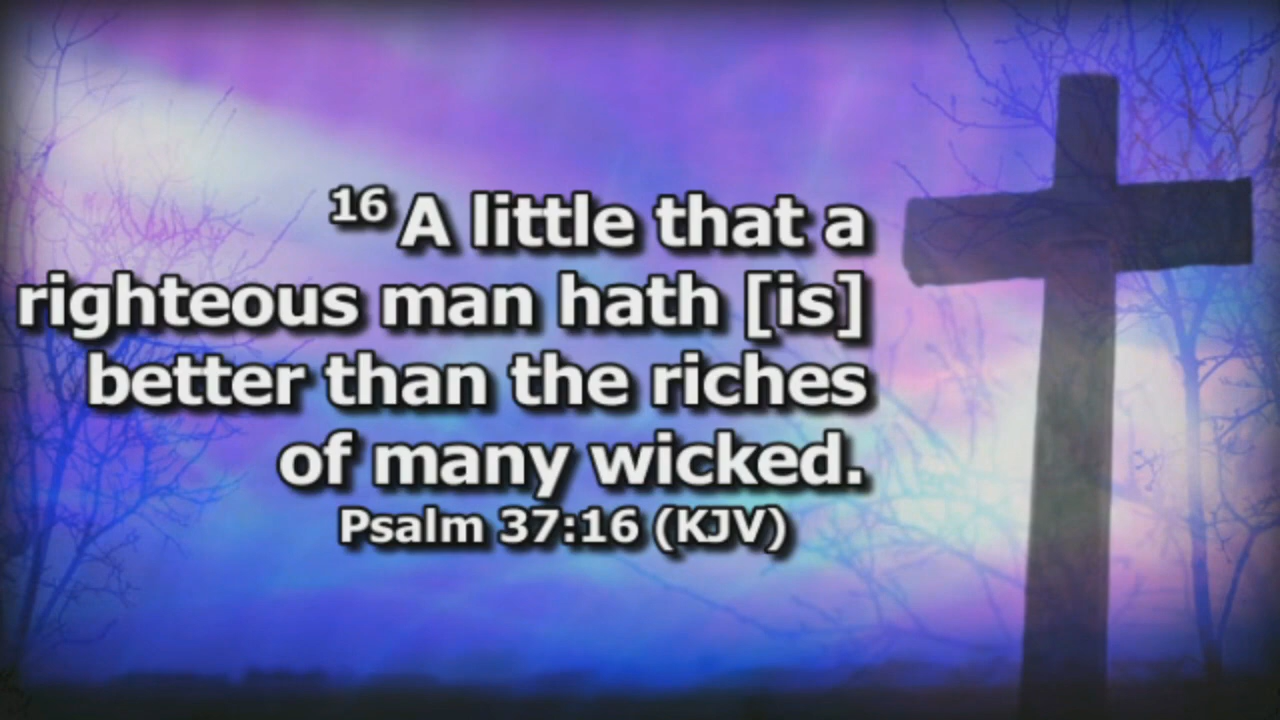 16 A little that a
righteous man hath [is]
better than the riches
of many wicked.
Psalm 37:16 (KJV)